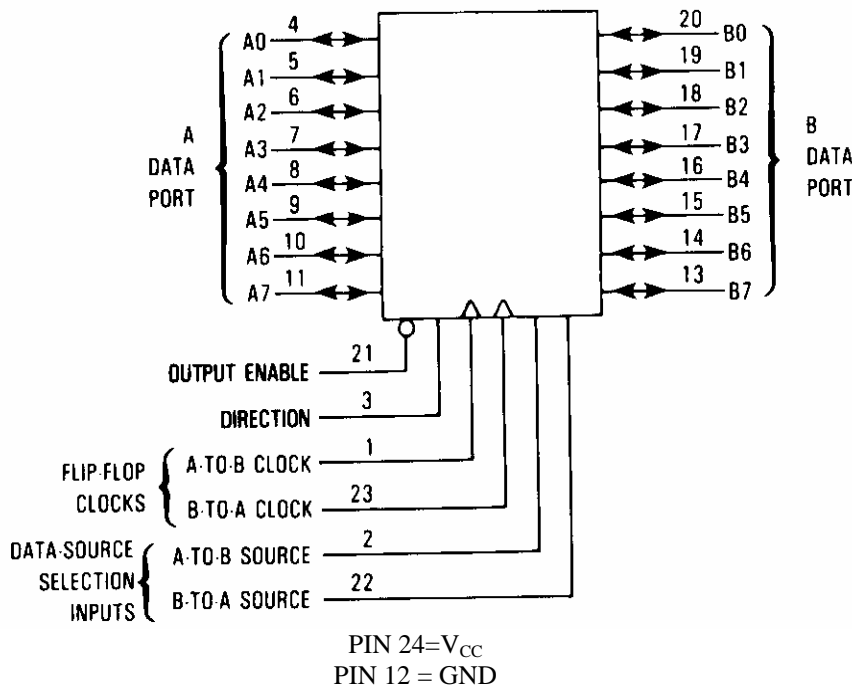 A0 4
A1 5
A2 6
A3 7
A4 8
A5 9
A6 10
A7 11
A
DATA
PORT
20 B0
19 B1
18 B2
17 B3
16 B4
15 B5
14 B6
13 B7
B
DATA
PORT
OUTPUT ENABLE 21
DIRECTION 3
FLIP-FLOP
CLOCKS
A-TO-B CLOCK 1
B-TO-A CLOCK 23
DATA-SOURCE
SELECTION
INPUTS
A-TO-B SOURCE 2
B-TO-A SOURCE 22
PIN 24=VCC
PIN 12 = GND